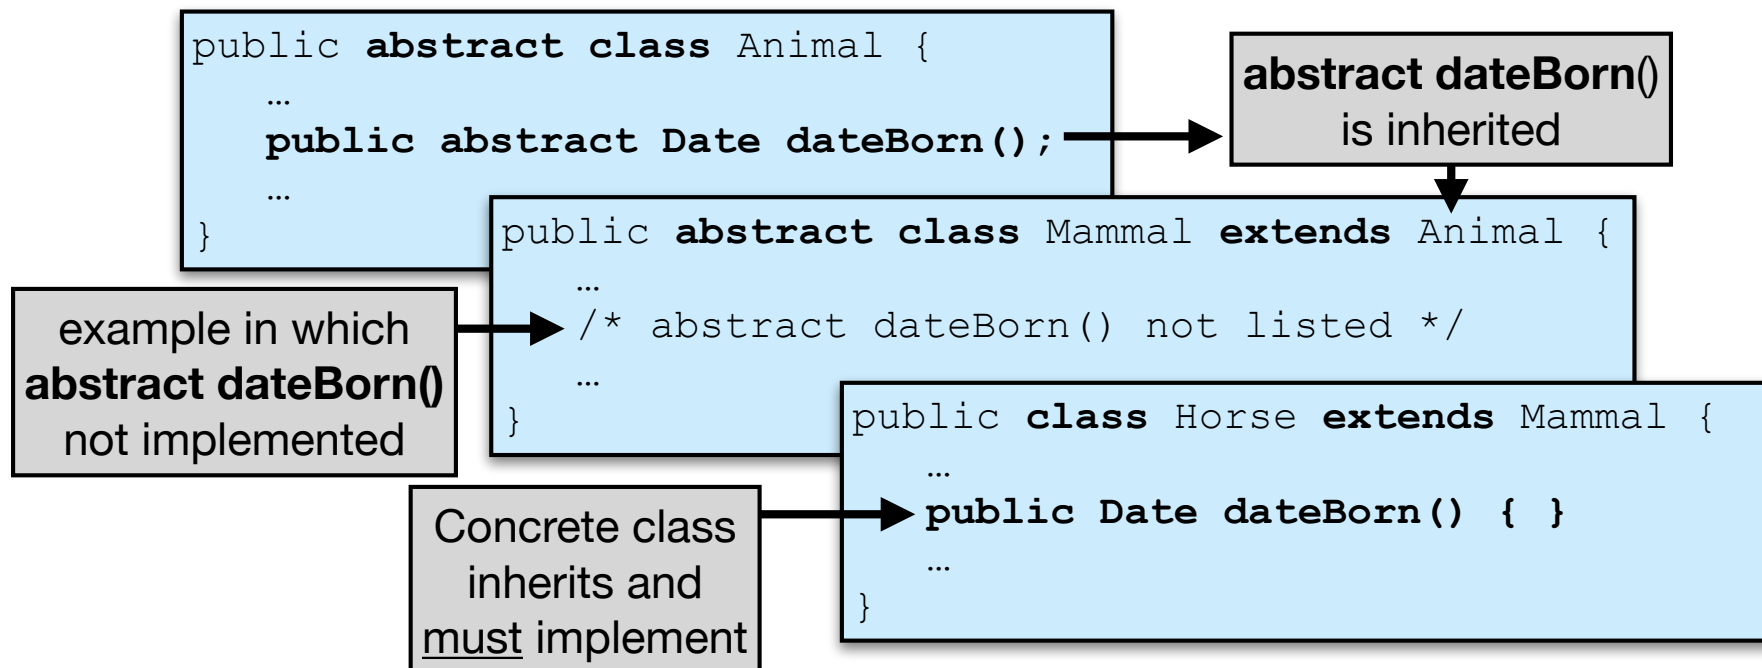 public abstract class Animal {
…
public abstract Date dateBorn();
…
}
abstract dateBorn()
is inherited
public abstract class Mammal extends Animal {
…
/* abstract dateBorn() not listed */
…
}
example in which
abstract dateBorn()
not implemented
public class Horse extends Mammal {
…
public Date dateBorn() { }
…
}
Concrete class
inherits and
must implement